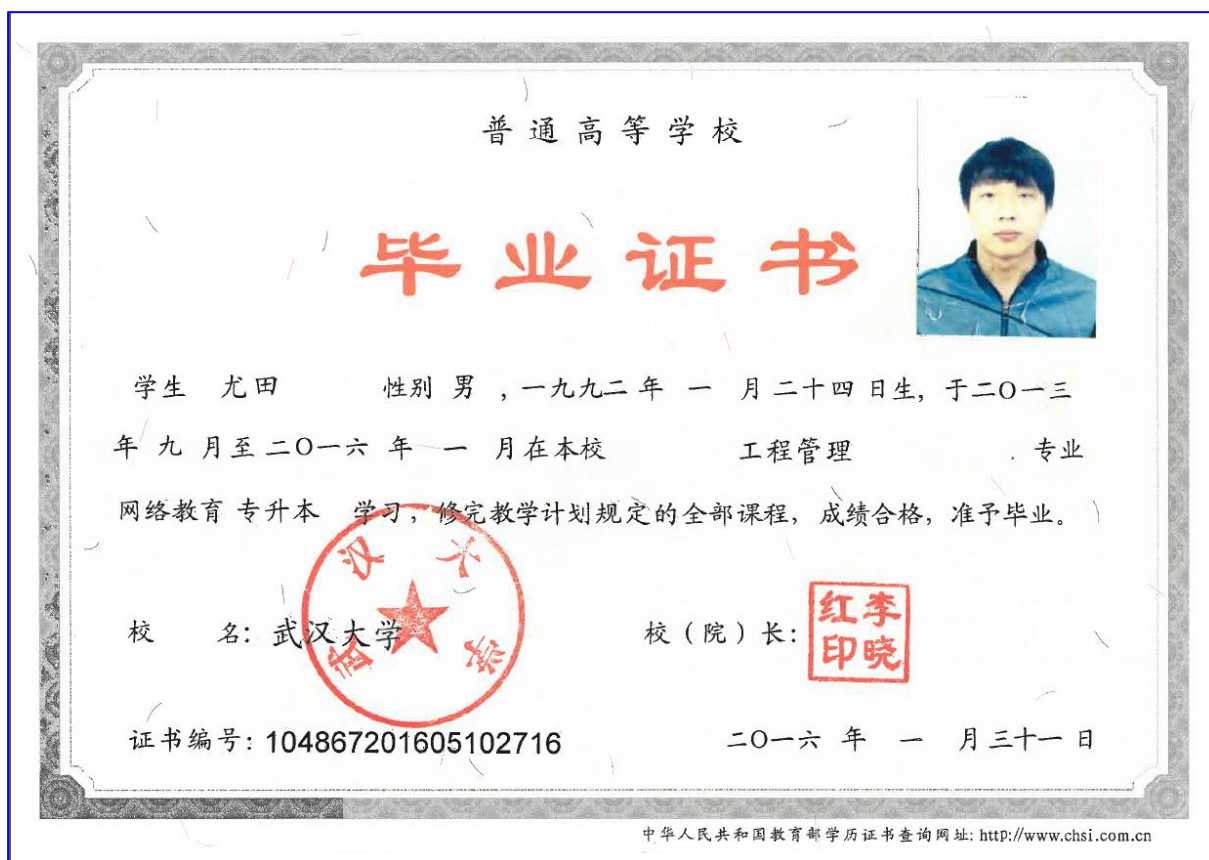 普通高等学校
毕业证书
学生 尤田 性别 男 , 一九九二 年 一 月 二十四 日生, 于二O一三
年 九 月至 二O一六 年 一 月在本校 工程管理 专业
网络教育 专升本 学习, 修完教学计划规定的全部课程, 成绩合格, 准予毕业。
武汉大学
校 名: 武汉大学 校 ( 院 ) 长: 李晓红印
证书编号: 104867201605102716 二O一六 年 一 月 三十一 日
中华人民共和国教育部学历证书查询网址: http://www.chsi.com.cn